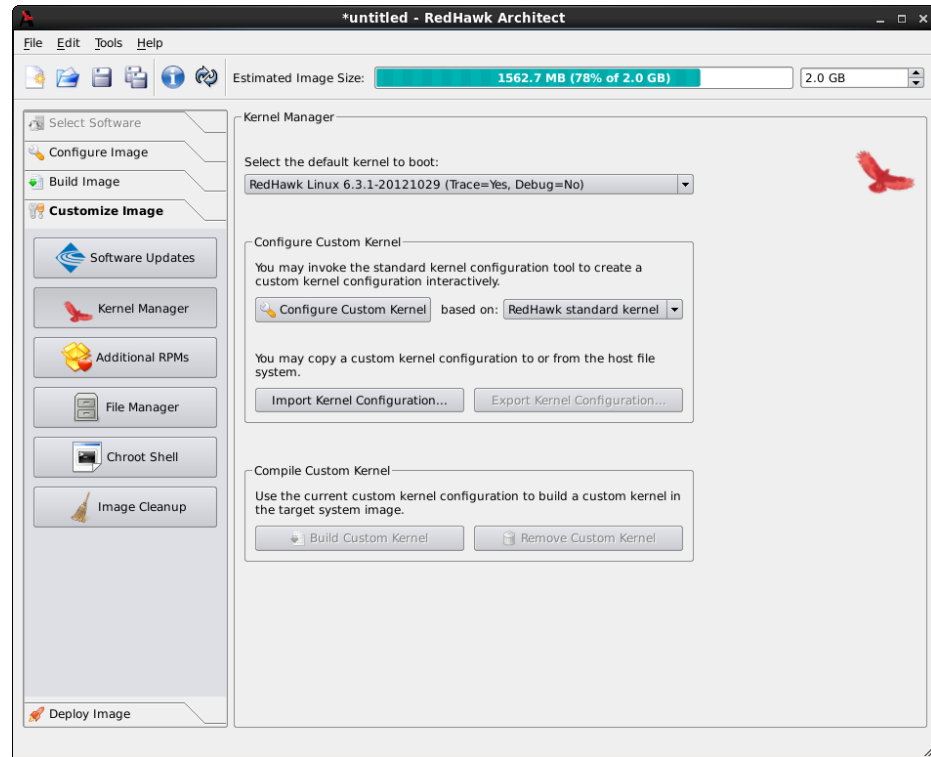 *untitled - RedHawk Architect
File Edit Tools Help
Estimated Image Size: 1562.7 MB (78% of 2.0 GB) 2.0 GB
Select Software
Configure Image
Build Image
Customize Image
Software Updates
Kernel Manager
Additional RPMs
File Manager
Chroot Shell
Image Cleanup
Deploy Image
Kernel Manager
Select the default kernel to boot:
RedHawk Linux 6.3.1-20121029 (Trace=Yes, Debug=No)
Configure Custom Kernel
You may invoke the standard kernel configuration tool to create a
custom kernel configuration interactively.
Configure Custom Kernel based on: RedHawk standard kernel
You may copy a custom kernel configuration to or from the host file
system.
Import Kernel Configuration... Export Kernel Configuration...
Compile Custom Kernel
Use the current custom kernel configuration to build a custom kernel in
the target system image.
Build Custom Kernel Remove Custom Kernel